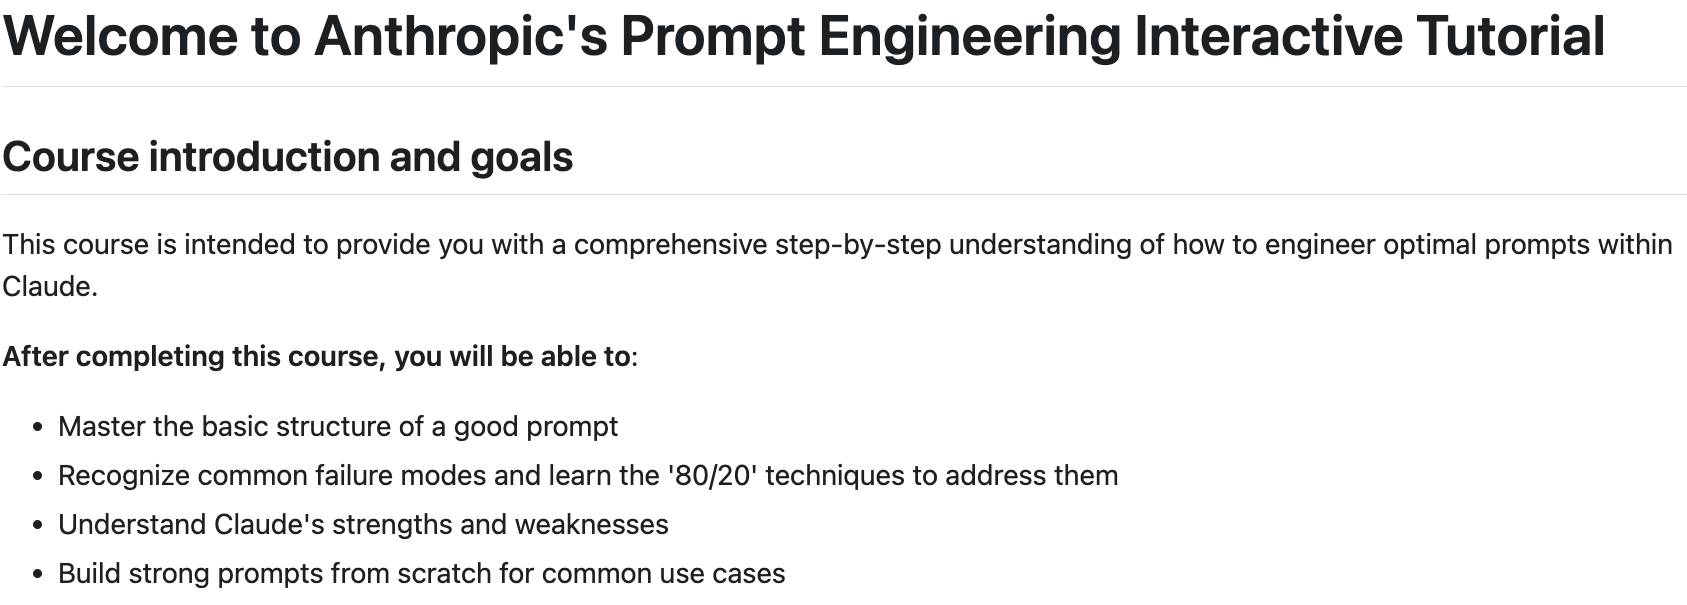 Welcome to Anthropic's Prompt Engineering Interactive Tutorial
Course introduction and goals
This course is intended to provide you with a comprehensive step-by-step understanding of how to engineer optimal prompts within
Claude.
After completing this course, you will be able to:
• Master the basic structure of a good prompt
• Recognize common failure modes and learn the '80/20' techniques to address them
• Understand Claude's strengths and weaknesses
• Build strong prompts from scratch for common use cases